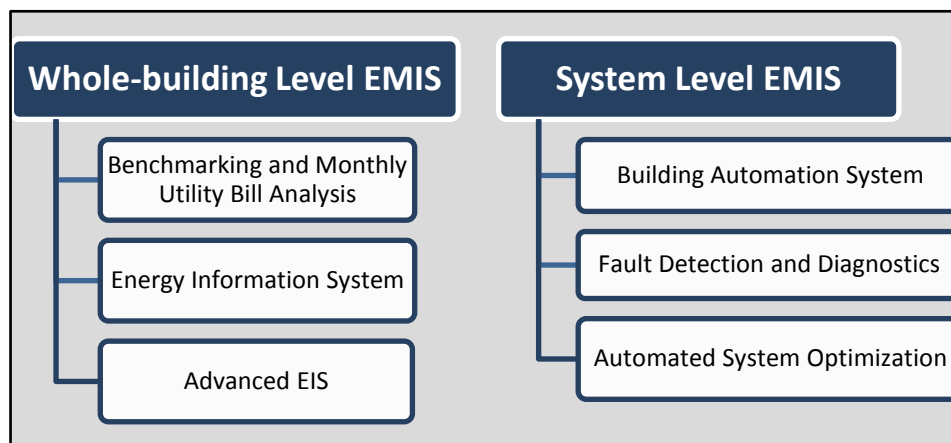 Whole-building Level EMIS
Benchmarking and Monthly
Utility Bill Analysis
Energy Information System
Advanced EIS
System Level EMIS
Building Automation System
Fault Detection and Diagnostics
Automated System Optimization